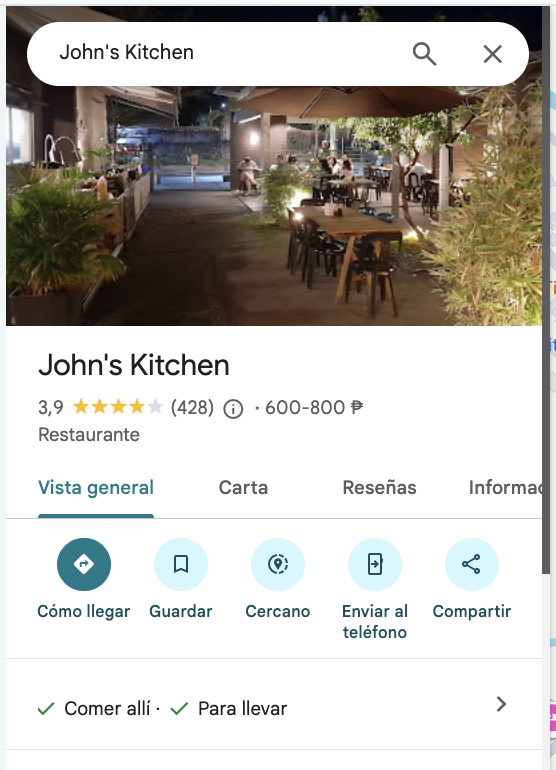 John's Kitchen
John's Kitchen
3,9 (428) · 600-800 ₱
Restaurante
Vista general Carta Reseñas Informac
Cómo llegar Guardar Cercano Enviar al teléfono Compartir
Comer allí · Para llevar